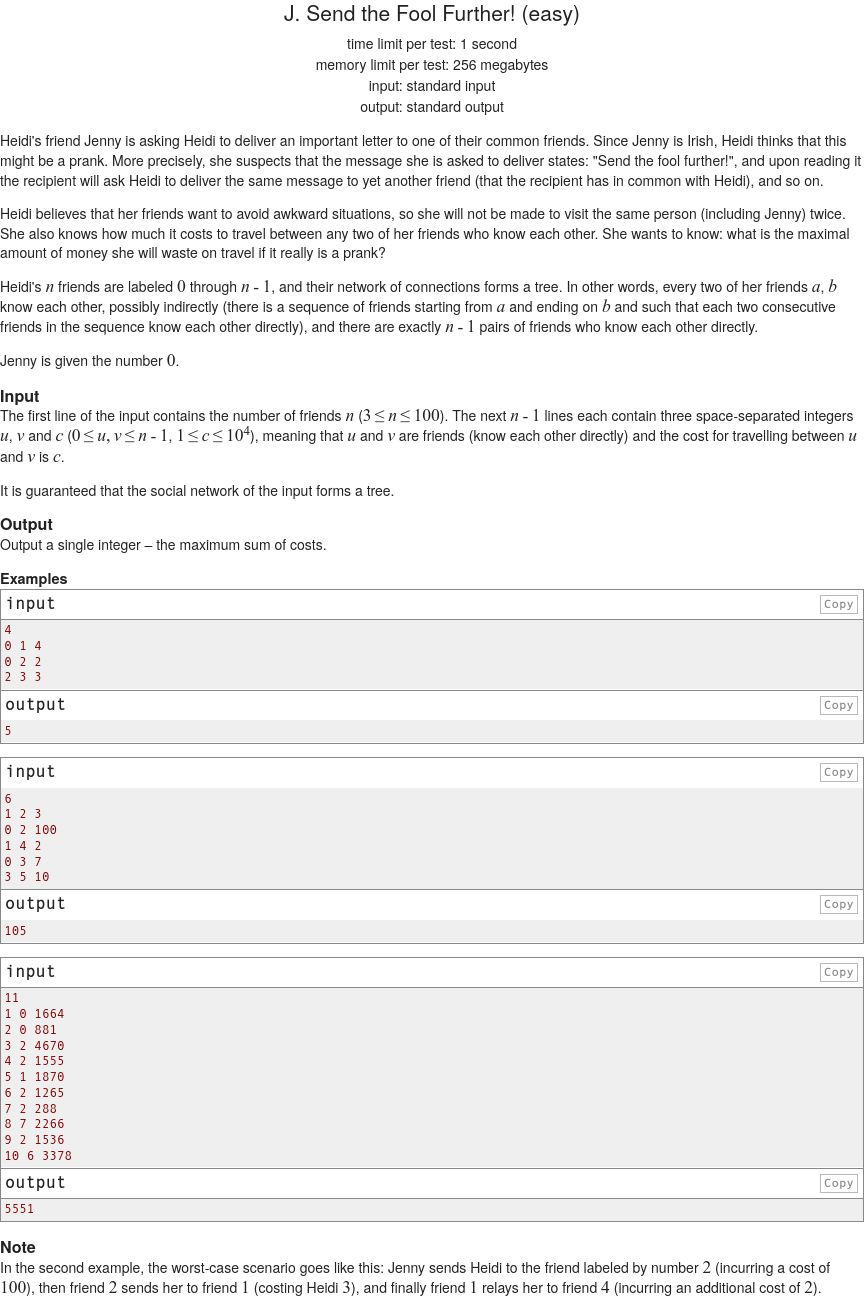 J. Send the Fool Further! (easy)
time limit per test: 1 second
memory limit per test: 256 megabytes
input: standard input
output: standard output
Heidi's friend Jenny is asking Heidi to deliver an important letter to one of their common friends. Since Jenny is Irish, Heidi thinks that this
might be a prank. More precisely, she suspects that the message she is asked to deliver states: "Send the fool further!", and upon reading it
the recipient will ask Heidi to deliver the same message to yet another friend (that the recipient has in common with Heidi), and so on.
Heidi believes that her friends want to avoid awkward situations, so she will not be made to visit the same person (including Jenny) twice.
She also knows how much it costs to travel between any two of her friends who know each other. She wants to know: what is the maximal
amount of money she will waste on travel if it really is a prank?
Heidi's n friends are labeled 0 through n - 1, and their network of connections forms a tree. In other words, every two of her friends a, b
know each other, possibly indirectly (there is a sequence of friends starting from a and ending on b and such that each two consecutive
friends in the sequence know each other directly), and there are exactly n - 1 pairs of friends who know each other directly.
Jenny is given the number 0.
Input
The first line of the input contains the number of friends n (3 ≤ n ≤ 100). The next n - 1 lines each contain three space-separated integers
u, v and c (0 ≤ u, v ≤ n - 1, 1 ≤ c ≤ 10⁴), meaning that u and v are friends (know each other directly) and the cost for travelling between u
and v is c.
It is guaranteed that the social network of the input forms a tree.
Output
Output a single integer – the maximum sum of costs.
Examples
input Copy
4
0 1 4
0 2 2
2 3 3
output Copy
5
input Copy
6
1 2 3
0 2 100
1 4 2
0 3 7
3 5 10
output Copy
105
input Copy
11
1 0 1664
2 0 881
3 2 4670
4 2 1555
5 1 1870
6 2 1265
7 2 288
8 7 2266
9 2 1536
10 6 3378
output Copy
5551
Note
In the second example, the worst-case scenario goes like this: Jenny sends Heidi to the friend labeled by number 2 (incurring a cost of
100), then friend 2 sends her to friend 1 (costing Heidi 3), and finally friend 1 relays her to friend 4 (incurring an additional cost of 2).